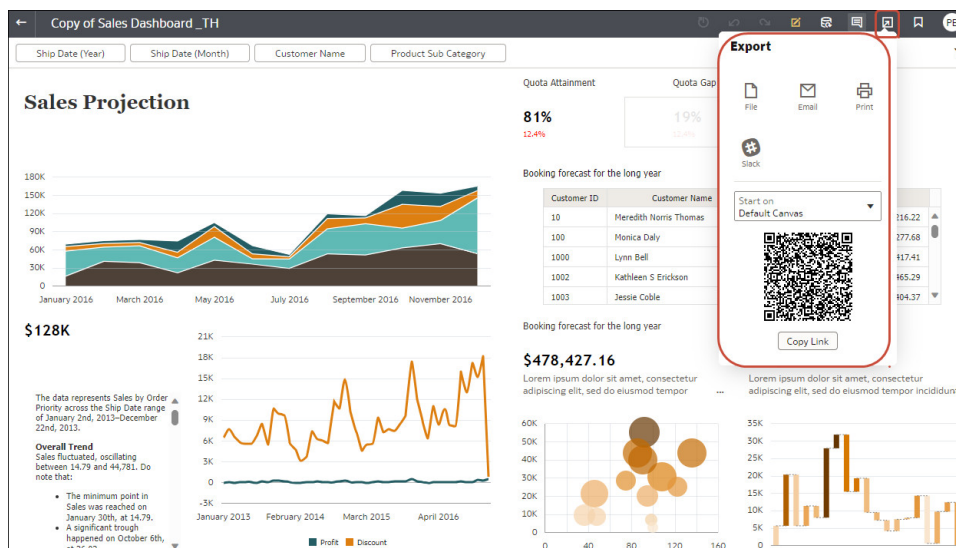 Copy of Sales Dashboard _TH
Ship Date (Year)
Ship Date (Month)
Customer Name
Product Sub Category
Export
File
Email
Print
Slack
Start on
Default Canvas
Copy Link
Sales Projection
180K
150K
120K
90K
60K
30K
0
January 2016
March 2016
May 2016
July 2016
September 2016
November 2016
Quota Attainment
81%
12.4%
Quota Gap
19%
12.4%
Booking forecast for the long year
Customer ID
Customer Name
10
Meredith Norris Thomas
216.22
100
Monica Daly
277.68
1000
Lynn Bell
417.41
1002
Kathleen S Erickson
465.29
1003
Jessie Coble
404.37
$128K
The data represents Sales by Order
Priority across the Ship Date range
of January 2nd, 2013–December
22nd, 2013.
Overall Trend
Sales fluctuated, oscillating
between 14.79 and 44,781. Do
note that:
• The minimum point in
Sales was reached on
January 30th, at 14.79.
• A significant trough
happened on October 6th,
21K
18K
15K
12K
9K
6K
3K
0
-3K
January 2013
February 2014
March 2015
April 2016
Profit
Discount
Booking forecast for the long year
$478,427.16
Lorem ipsum dolor sit amet, consectetur
adipiscing elit, sed do eiusmod tempor
...
Lorem ipsum dolor sit amet, consectetur
adipiscing elit, sed do eiusmod tempor incididunt
60K
50K
40K
30K
20K
10K
0
0
40
80
120
160
35K
30K
25K
20K
15K
10K
5K
0